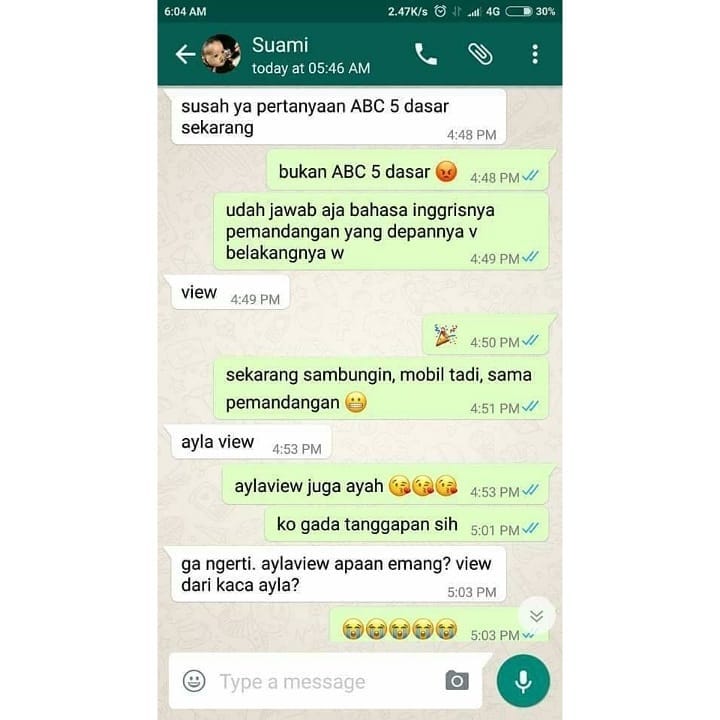 6:04 AM 2.47K/s 4G 30%
Suami
today at 05:46 AM
susah ya pertanyaan ABC 5 dasar
sekarang
4:48 PM
bukan ABC 5 dasar 😡 4:48 PM
udah jawab aja bahasa inggrisnya
pemandangan yang depannya v
belakangnya w
4:49 PM
view 4:49 PM
🎉 4:50 PM
sekarang sambungin, mobil tadi, sama
pemandangan 😬 4:51 PM
ayla view 4:53 PM
aylaview juga ayah 😘😘😘 4:53 PM
ko gada tanggapan sih 5:01 PM
ga ngerti. aylaview apaan emang? view
dari kaca ayla?
5:03 PM
😭😭😭😭😭 5:03 PM
Type a message